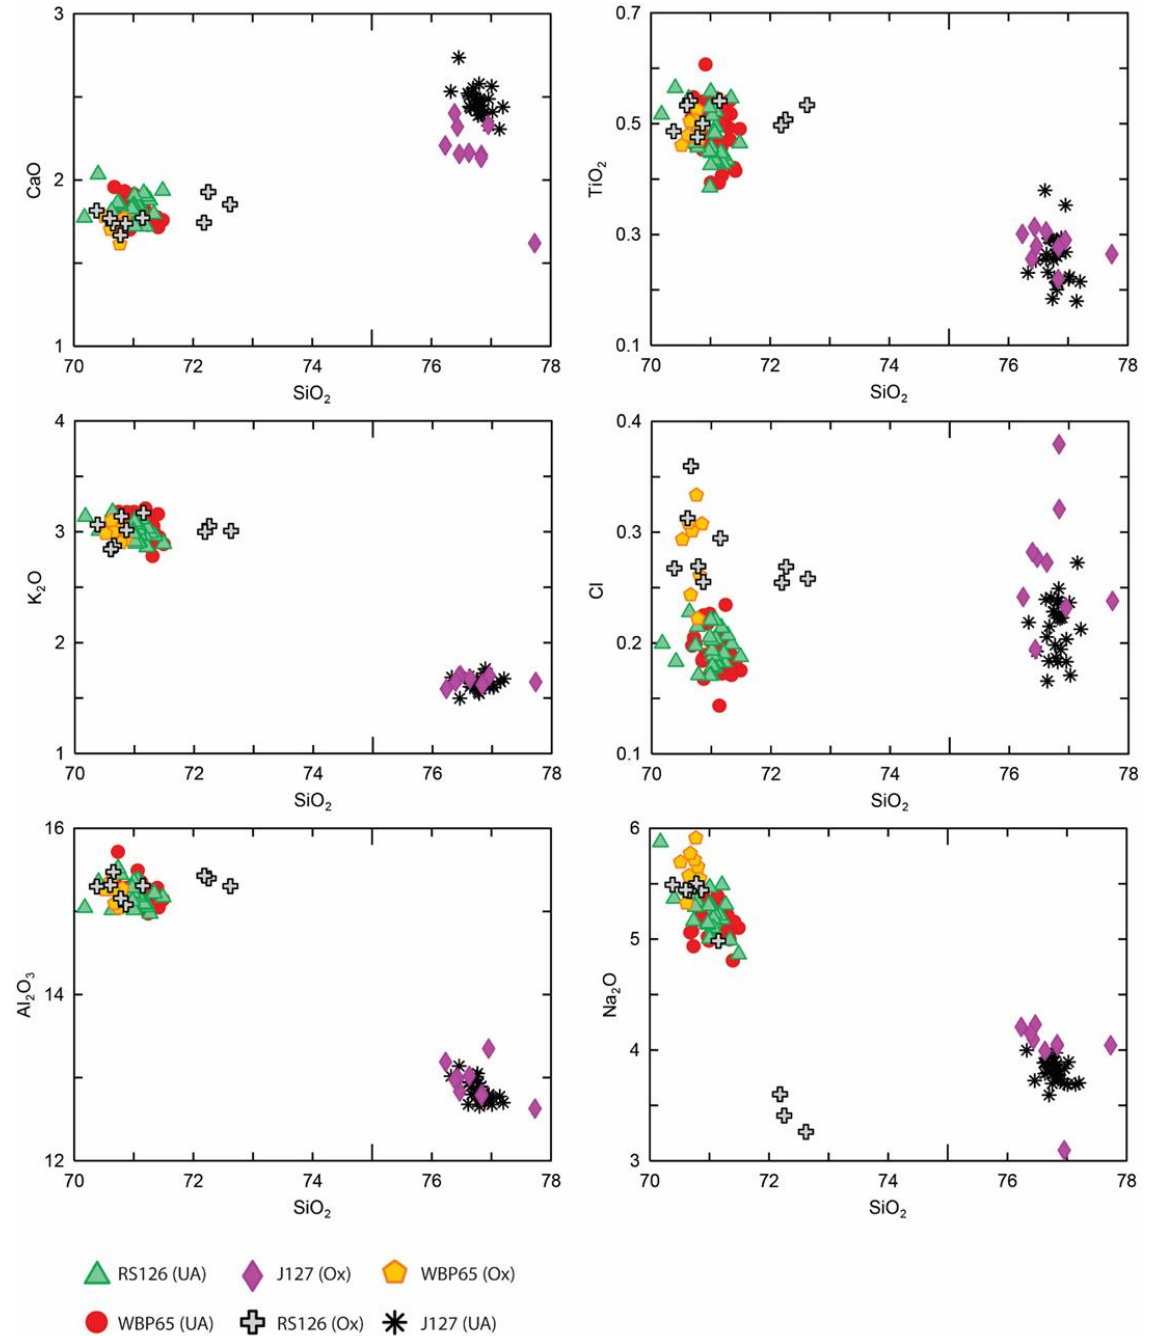 3
2
1
CaO
70
72
74
76
78
SiO₂
0.7
0.5
0.3
0.1
TiO₂
70
72
74
76
78
SiO₂
4
3
2
1
K₂O
70
72
74
76
78
SiO₂
0.4
0.3
0.2
0.1
Cl
70
72
74
76
78
SiO₂
16
14
12
Al₂O₃
70
72
74
76
78
SiO₂
6
5
4
3
Na₂O
70
72
74
76
78
SiO₂
RS126 (UA)
J127 (Ox)
WBP65 (Ox)
WBP65 (UA)
RS126 (Ox)
J127 (UA)